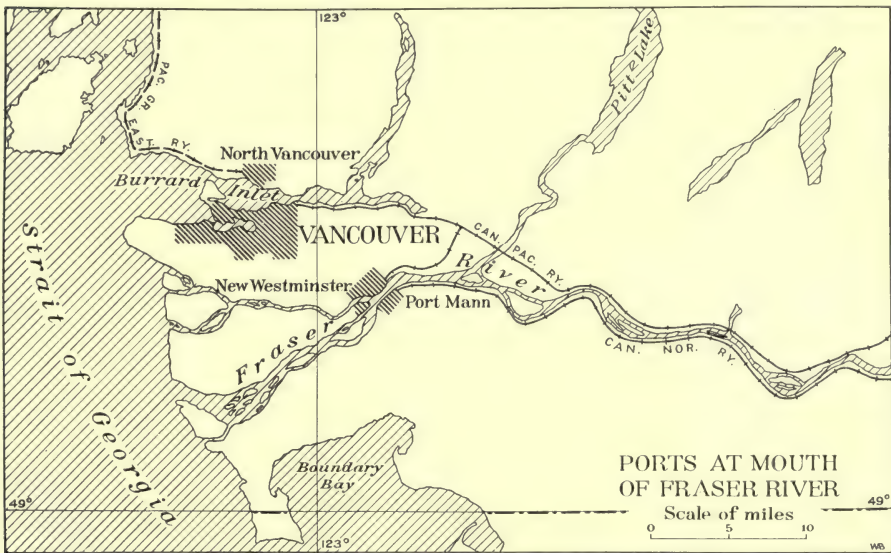 123°
Pitt Lake
PAC. GR. EAST RY.
North Vancouver
Burrard Inlet
VANCOUVER
CAN. PAC. RY.
New Westminster
Port Mann
Fraser River
CAN. NOR. RY.
Strait of Georgia
Boundary
Bay
PORTS AT MOUTH
OF FRASER RIVER
49°
49°
Scale of miles
0 5 10
123°
WB